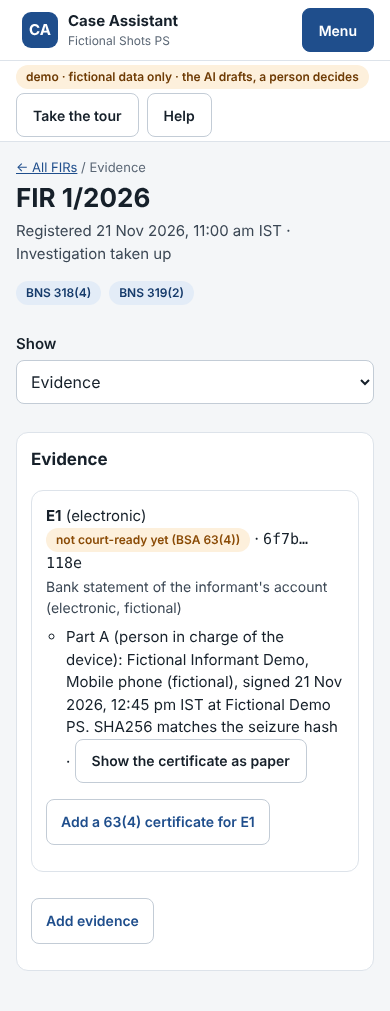 CA
Case Assistant
Fictional Shots PS
Menu
demo · fictional data only · the AI drafts, a person decides
Take the tour
Help
← All FIRs / Evidence
FIR 1/2026
Registered 21 Nov 2026, 11:00 am IST ·
Investigation taken up
BNS 318(4)
BNS 319(2)
Show
Evidence
Evidence
E1 (electronic)
not court-ready yet (BSA 63(4)) · 6f7b…
118e
Bank statement of the informant's account
(electronic, fictional)
Part A (person in charge of the
device): Fictional Informant Demo,
Mobile phone (fictional), signed 21 Nov
2026, 12:45 pm IST at Fictional Demo
PS. SHA256 matches the seizure hash
· Show the certificate as paper
Add a 63(4) certificate for E1
Add evidence